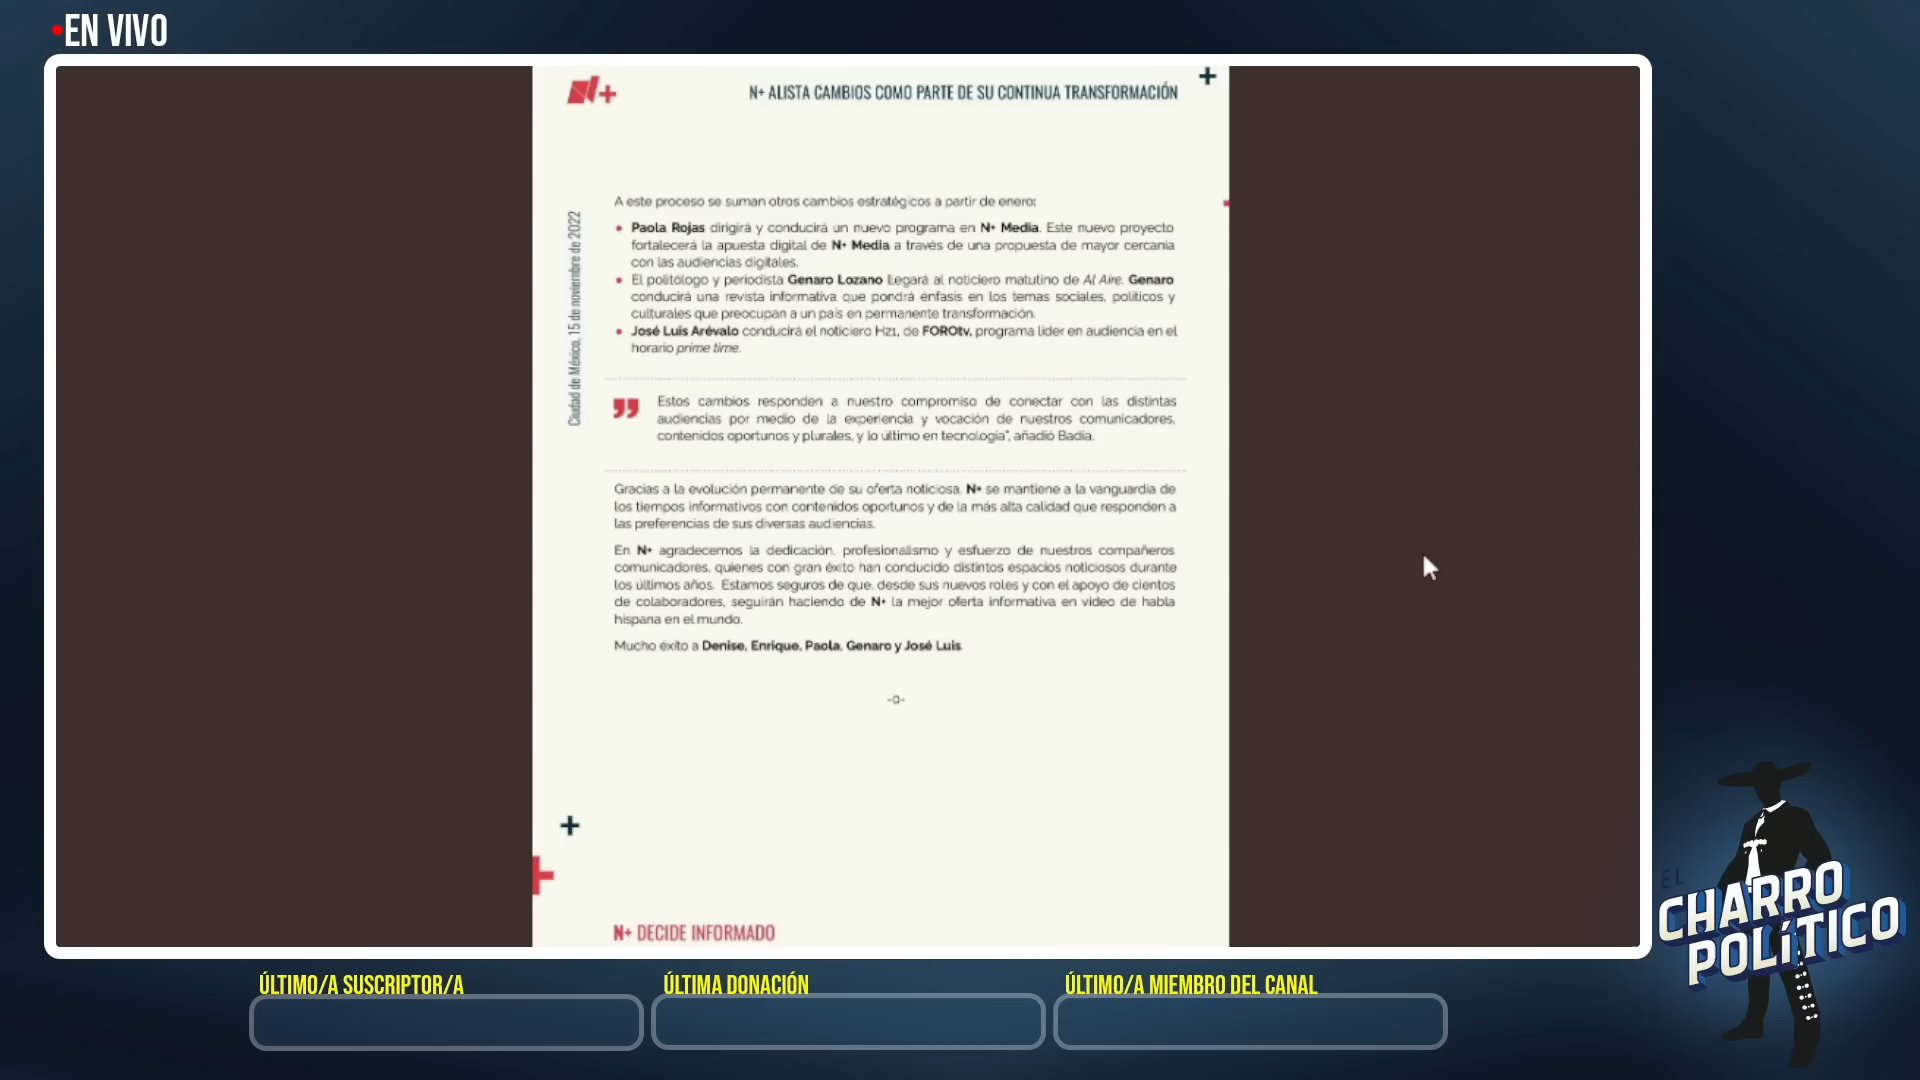 EN VIVO
N+
N+ ALISTA CAMBIOS COMO PARTE DE SU CONTINUA TRANSFORMACIÓN
Ciudad de México, 15 de noviembre de 2022
A este proceso se suman otros cambios estratégicos a partir de enero:
• Paola Rojas dirigirá y conducirá un nuevo programa en N+ Media. Este nuevo proyecto
fortalecerá la apuesta digital de N+ Media a través de una propuesta de mayor cercanía
con las audiencias digitales.
• El politólogo y periodista Genaro Lozano llegará al noticiero matutino de Al Aire. Genaro
conducirá una revista informativa que pondrá énfasis en los temas sociales, políticos y
culturales que preocupan a un país en permanente transformación.
• José Luis Arévalo conducirá el noticiero H21, de FOROtv, programa líder en audiencia en el
horario prime time.
" Estos cambios responden a nuestro compromiso de conectar con las distintas
audiencias por medio de la experiencia y vocación de nuestros comunicadores,
contenidos oportunos y plurales, y lo último en tecnología", añadió Badía.
Gracias a la evolución permanente de su oferta noticiosa, N+ se mantiene a la vanguardia de
los tiempos informativos con contenidos oportunos y de la más alta calidad que responden a
las preferencias de sus diversas audiencias.
En N+ agradecemos la dedicación, profesionalismo y esfuerzo de nuestros compañeros
comunicadores, quienes con gran éxito han conducido distintos espacios noticiosos durante
los últimos años. Estamos seguros de que, desde sus nuevos roles y con el apoyo de cientos
de colaboradores, seguirán haciendo de N+ la mejor oferta informativa en video de habla
hispana en el mundo.
Mucho éxito a Denise, Enrique, Paola, Genaro y José Luis.
-o-
N+ DECIDE INFORMADO
EL
CHARRO
POLíTICO
ÚLTIMO/A SUSCRIPTOR/A
ÚLTIMA DONACIÓN
ÚLTIMO/A MIEMBRO DEL CANAL